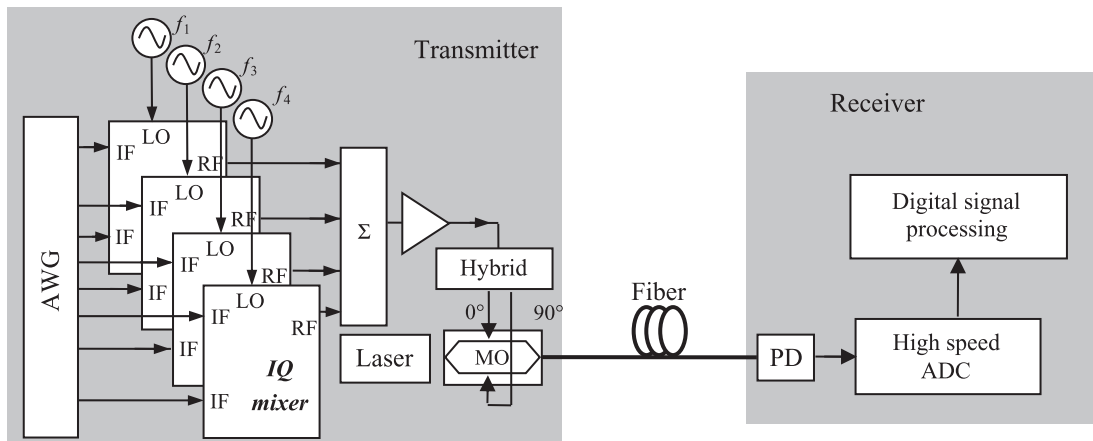 f1
f2
f3
f4
Transmitter
Receiver
AWG
LO
IF
RF
LO
IF
RF
IF
LO
IF
RF
IF
LO
IF
RF
IF
IQ
mixer
IF
Σ
Hybrid
0°
90°
Laser
MO
Fiber
PD
High speed
ADC
Digital signal
processing